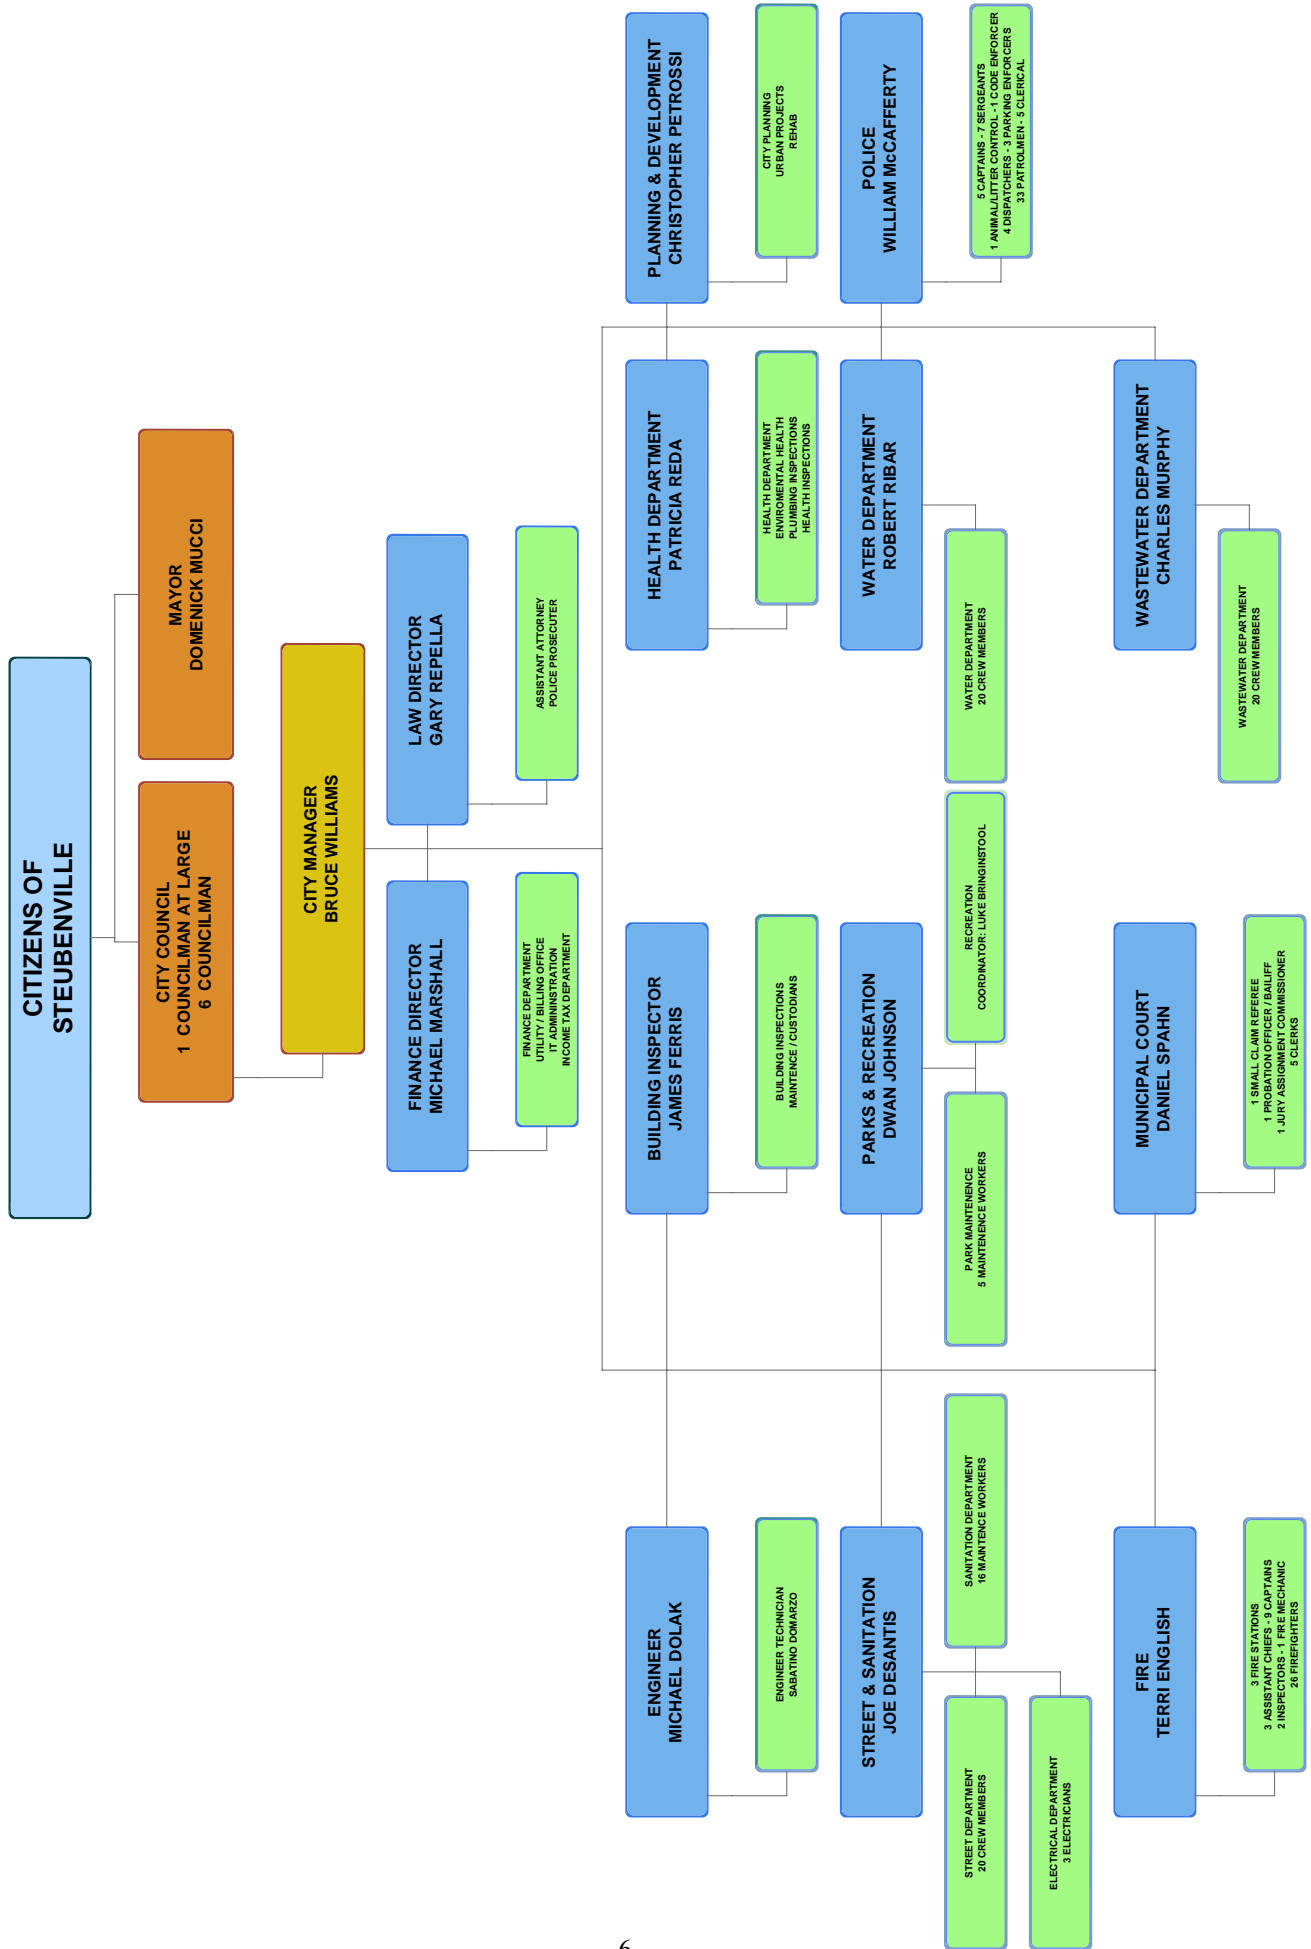 CITIZENS OF
STEUBENVILLE
CITY COUNCIL
1 COUNCILMAN AT LARGE
6 COUNCILMAN
MAYOR
DOMENICK MUCCI
CITY MANAGER
BRUCE WILLIAMS
FINANCE DIRECTOR
MICHAEL MARSHALL
LAW DIRECTOR
GARY REPELLA
FINANCE DEPARTMENT
UTILITY / BILLING OFFICE
IT ADMININSTRATION
INCOME TAX DEPARTMENT
ASSISTANT ATTORNEY
POLICE PROSECUTER
ENGINEER
MICHAEL DOLAK
BUILDING INSPECTOR
JAMES FERRIS
HEALTH DEPARTMENT
PATRICIA REDA
PLANNING & DEVELOPMENT
CHRISTOPHER PETROSSI
ENGINEER TECHNICIAN
SABATINO DOMARZO
BUILDING INSPECTIONS
MAINTENCE / CUSTODIANS
HEALTH DEPARTMENT
ENVIROMENTAL HEALTH
PLUMBING INSPECTIONS
HEALTH INSPECTIONS
CITY PLANNING
URBAN PROJECTS
REHAB
STREET & SANITATION
JOE DESANTIS
PARKS & RECREATION
DWAN JOHNSON
WATER DEPARTMENT
ROBERT RIBAR
POLICE
WILLIAM McCAFFERTY
STREET DEPARTMENT
20 CREW MEMBERS
SANITATION DEPARTMENT
16 MAINTENCE WORKERS
PARK MAINTENENCE
5 MAINTENENCE WORKERS
RECREATION
COORDINATOR: LUKE BRINGINSTOOL
WATER DEPARTMENT
20 CREW MEMBERS
5 CAPTAINS - 7 SERGEANTS
1 ANIMAL/LITTER CONTROL - 1 CODE ENFORCER
4 DISPATCHERS - 3 PARKING ENFORCERS
33 PATROLMEN - 5 CLERICAL
ELECTRICAL DEPARTMENT
3 ELECTRICIANS
FIRE
TERRI ENGLISH
MUNICIPAL COURT
DANIEL SPAHN
WASTEWATER DEPARTMENT
CHARLES MURPHY
3 FIRE STATIONS
3 ASSISTANT CHIEFS - 9 CAPTAINS
2 INSPECTORS - 1 FIRE MECHANIC
26 FIREFIGHTERS
1 SMALL CLAIM REFEREE
1 PROBATION OFFICER / BAILIFF
1 JURY ASSIGNMENT COMMISSIONER
5 CLERKS
WASTEWATER DEPARTMENT
20 CREW MEMBERS
6